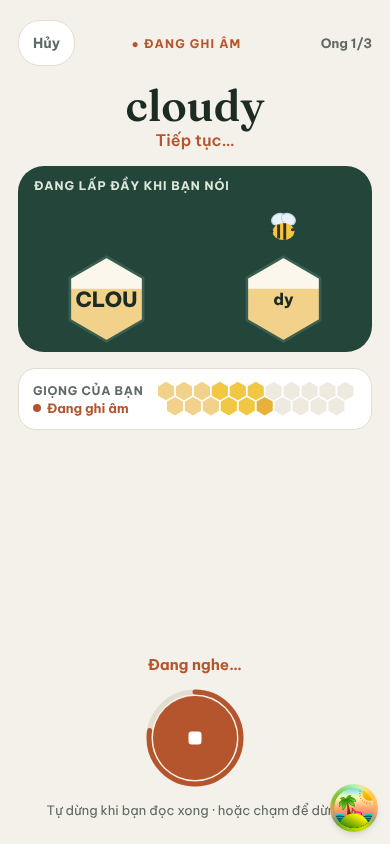 Hủy
ĐANG GHI ÂM
Ong 1/3
cloudy
Tiếp tục...
ĐANG LẤP ĐẦY KHI BẠN NÓI
CLOU
dy
GIỌNG CỦA BẠN
Đang ghi âm
Đang nghe...
Tự dừng khi bạn đọc xong · hoặc chạm để